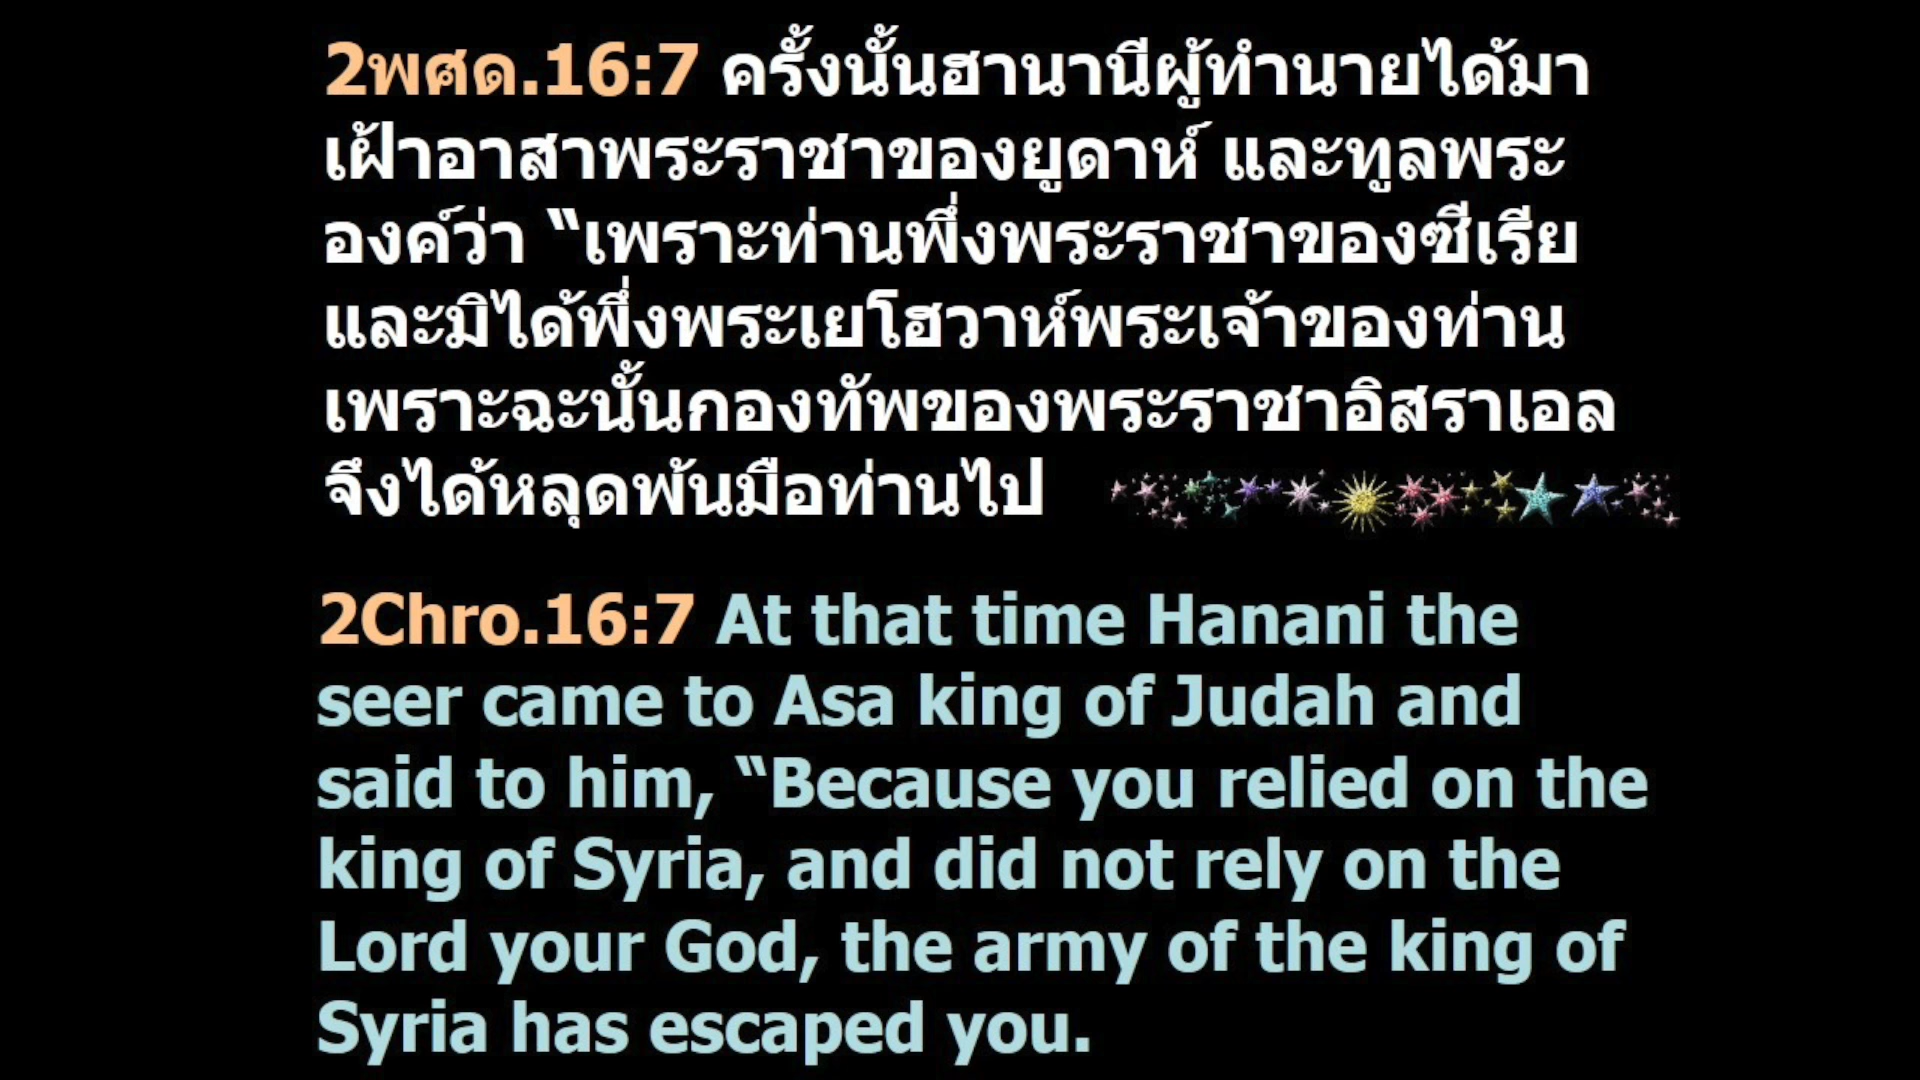 2พศด.16:7 ครั้งนั้นฮานานีผู้ทำนายได้มา
เฝ้าอาสาพระราชาของยูดาห์ และทูลพระ
องค์ว่า “เพราะท่านพึ่งพระราชาของซีเรีย
และมิได้พึ่งพระเยโฮวาห์พระเจ้าของท่าน
เพราะฉะนั้นกองทัพของพระราชาอิสราเอล
จึงได้หลุดพ้นมือท่านไป
2Chro.16:7 At that time Hanani the
seer came to Asa king of Judah and
said to him, “Because you relied on the
king of Syria, and did not rely on the
Lord your God, the army of the king of
Syria has escaped you.